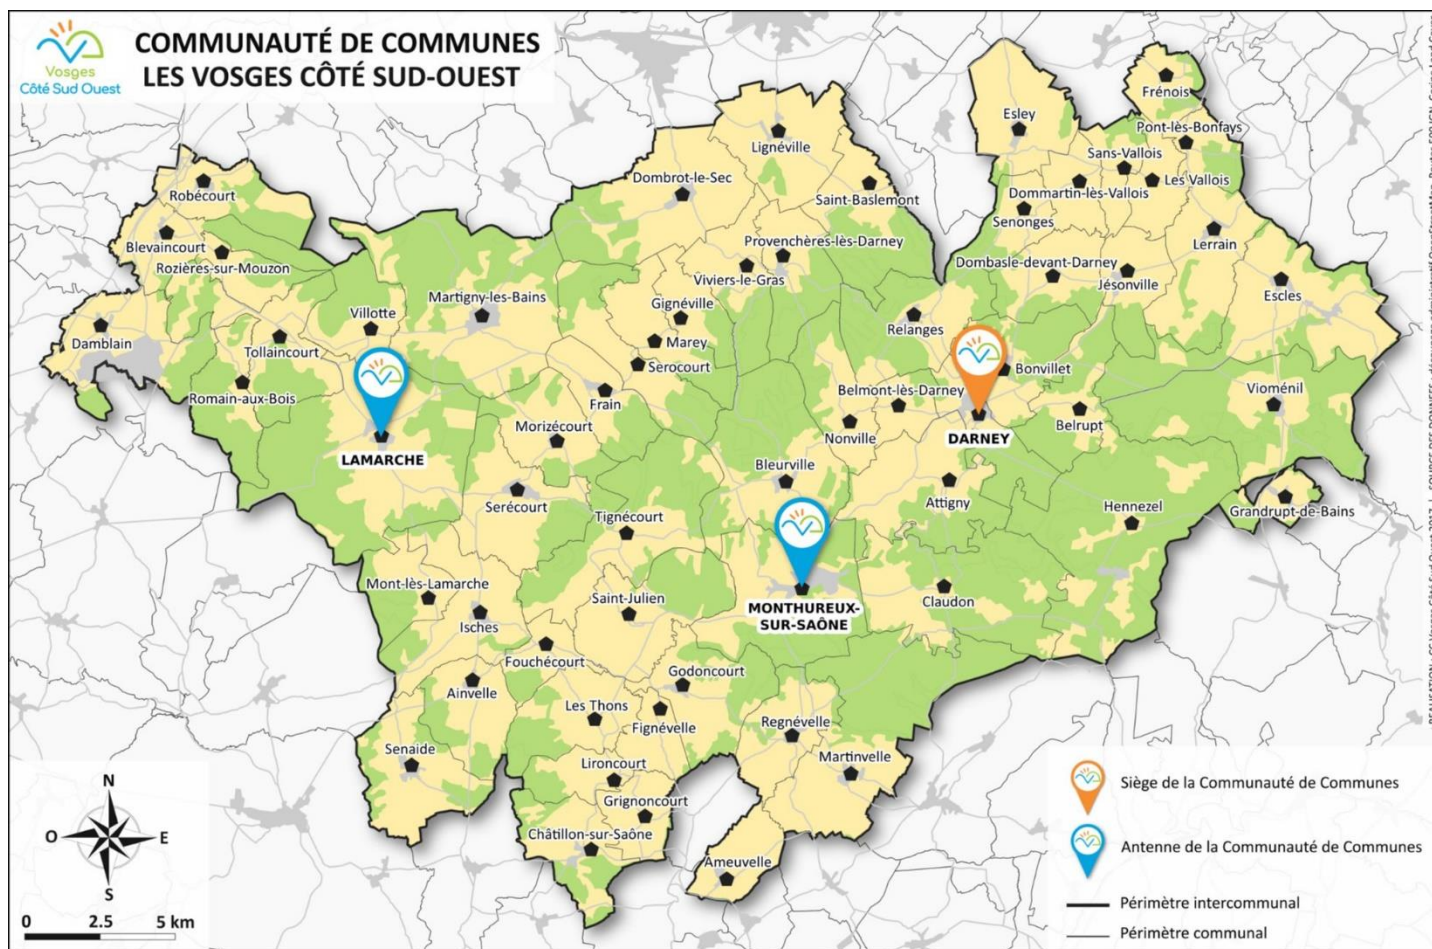 COMMUNAUTÉ DE COMMUNES
LES VOSGES CÔTÉ SUD-OUEST
Vosges
Côté Sud Ouest
Frénois
Esley
Pont-lès-Bonfays
Lignéville
Sans-Vallois
Dombrot-le-Sec
Dommartin-lès-Vallois
Les Vallois
Robécourt
Saint-Baslemont
Senonges
Blevaincourt
Provenchères-lès-Darney
Lerrain
Rozières-sur-Mouzon
Dombasle-devant-Darney
Viviers-le-Gras
Jésonville
Martigny-les-Bains
Gignéville
Escles
Villotte
Relanges
Damblain
Tollaincourt
Marey
Serocourt
Bonvillet
Belmont-lès-Darney
Vioménil
Romain-aux-Bois
Frain
Morizécourt
Nonville
DARNEY
Belrupt
LAMARCHE
Bleurville
Serécourt
Attigny
Hennezel
Grandrupt-de-Bains
Tignécourt
Mont-lès-Lamarche
Saint-Julien
Claudon
MONTHUREUX-
SUR-SAÔNE
Isches
Fouchécourt
Godoncourt
Ainvelle
Les Thons
Fignévelle
Regnévelle
Senaide
Martinvelle
Lironcourt
Grignoncourt
Châtillon-sur-Saône
Ameuvelle
N
O
E
S
0 2.5 5 km
Siège de la Communauté de Communes
Antenne de la Communauté de Communes
Périmètre intercommunal
Périmètre communal